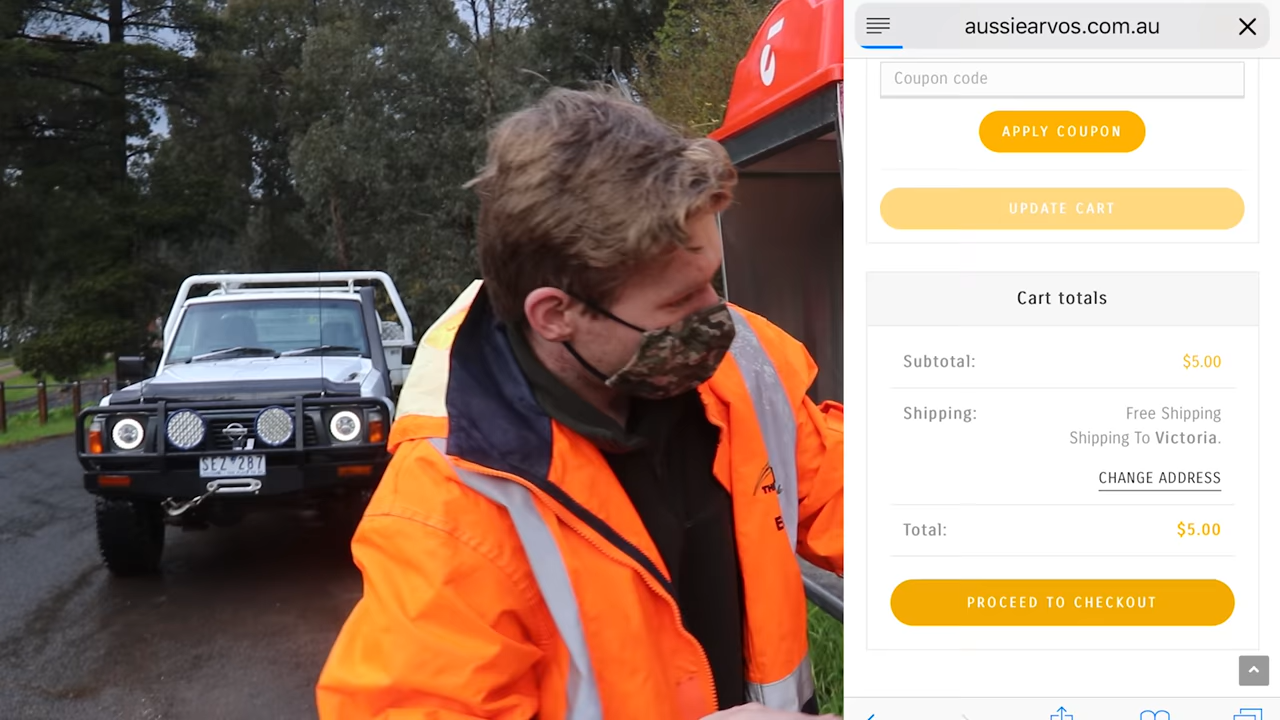 SEZ 287
aussiearvos.com.au
Coupon code
APPLY COUPON
UPDATE CART
Cart totals
Subtotal: $5.00
Shipping: Free Shipping
Shipping To Victoria.
CHANGE ADDRESS
Total: $5.00
PROCEED TO CHECKOUT